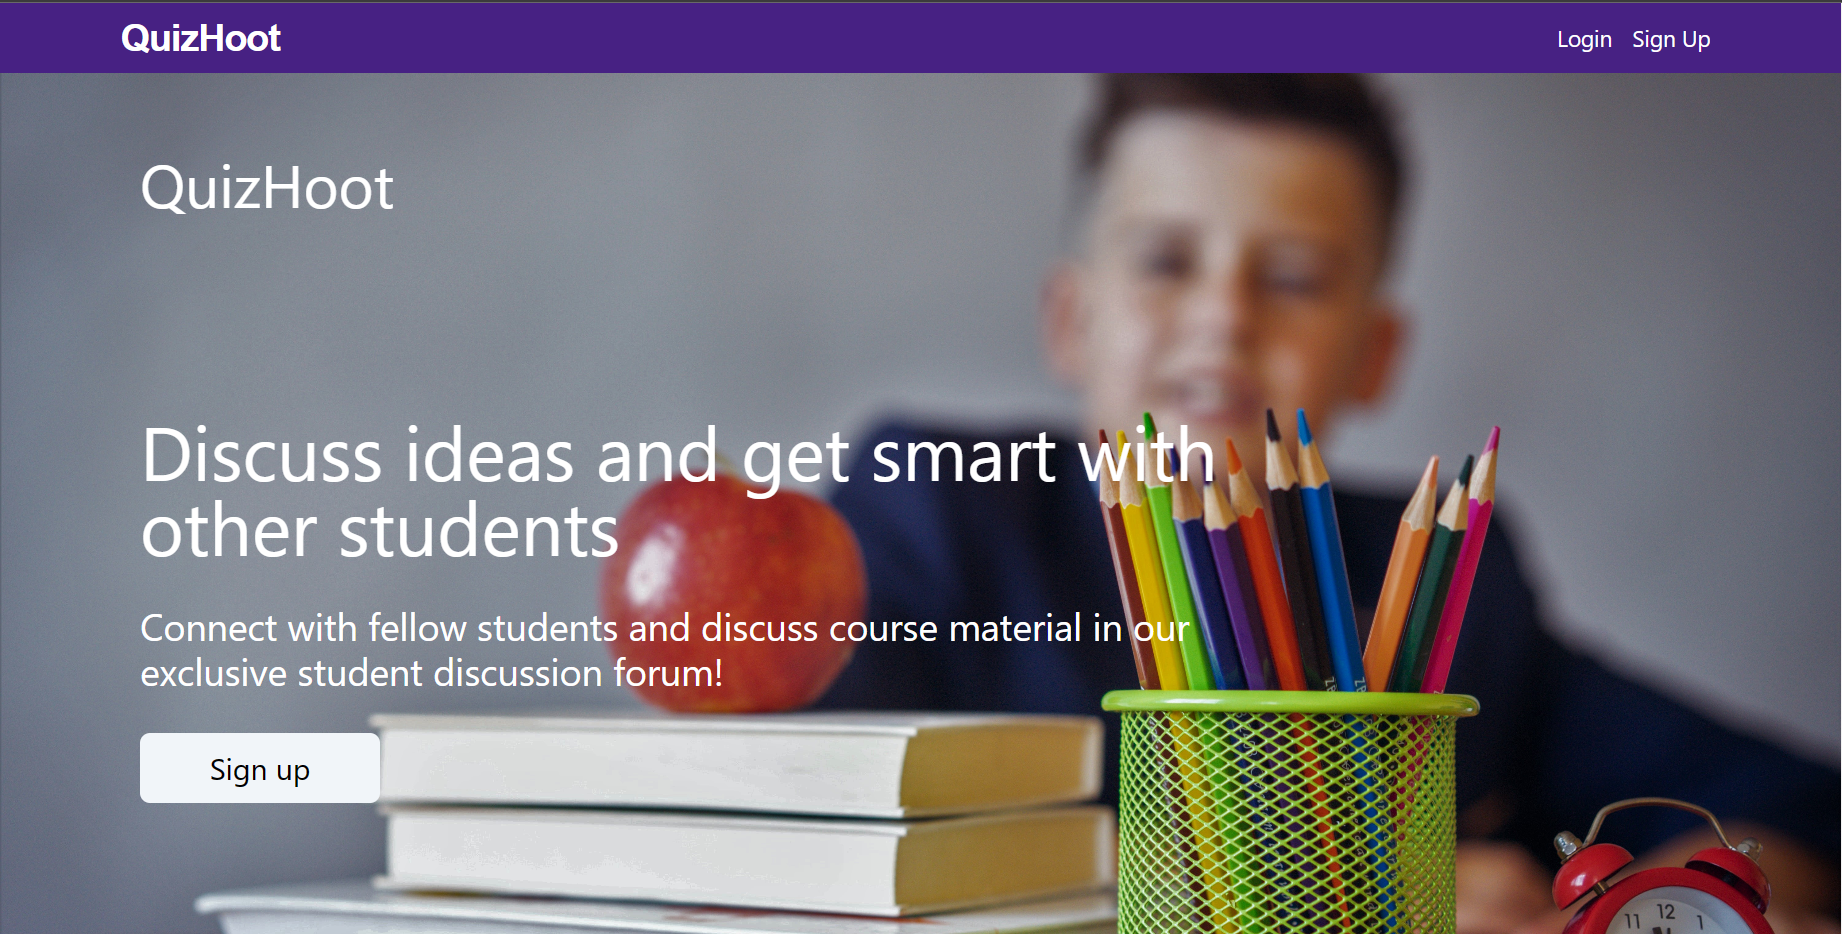 QuizHoot
Login Sign Up
QuizHoot
Discuss ideas and get smart with
other students
Connect with fellow students and discuss course material in our
exclusive student discussion forum!
Sign up
11 12 1